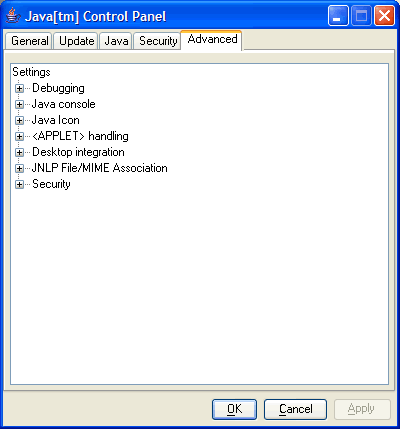 Java[tm] Control Panel
General Update Java Security Advanced
Settings
Debugging
Java console
Java Icon
<APPLET> handling
Desktop integration
JNLP File/MIME Association
Security
OK Cancel Apply